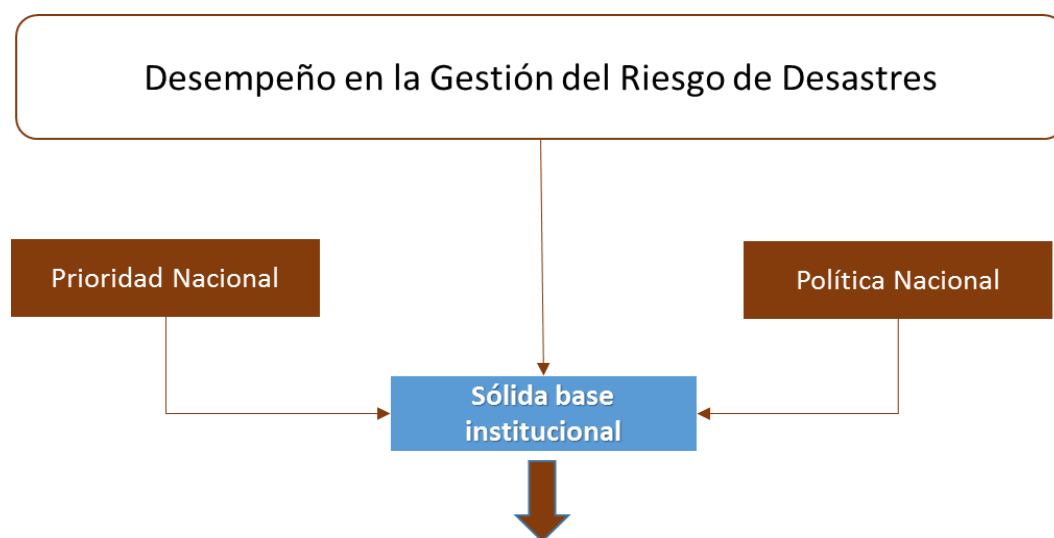 Desempeño en la Gestión del Riesgo de Desastres
Prioridad Nacional
Política Nacional
Sólida base
institucional